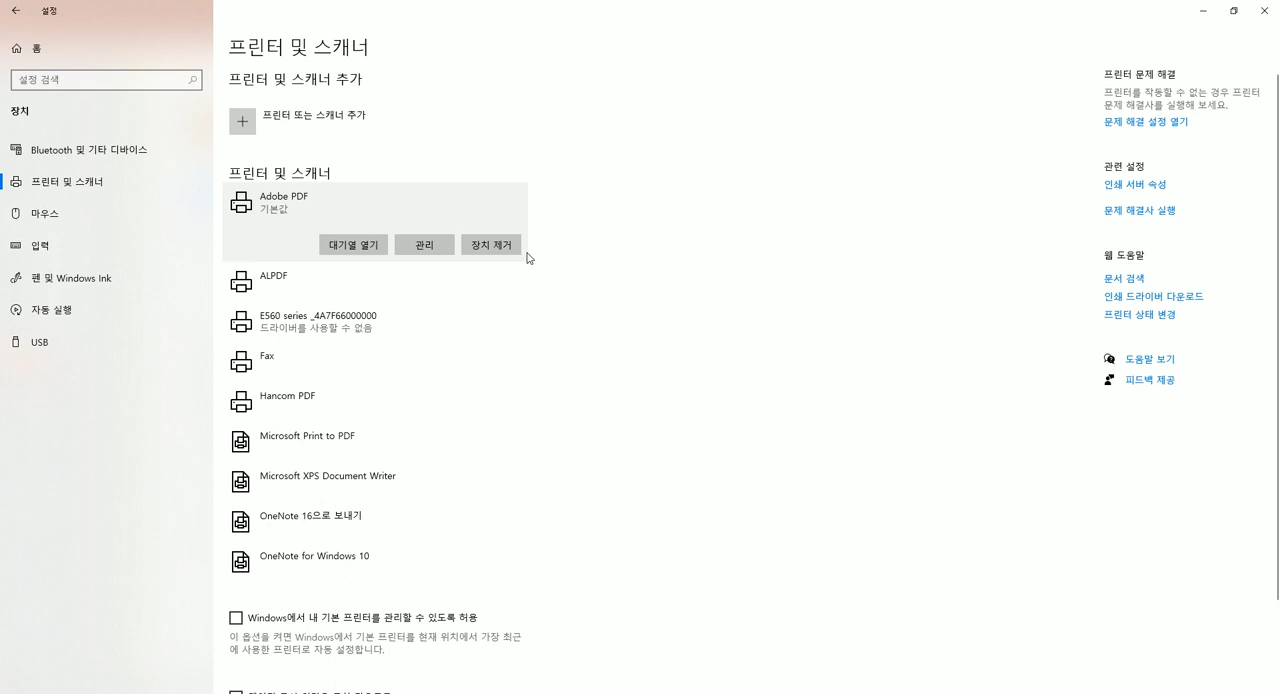 설정
홈
설정 검색
장치
Bluetooth 및 기타 디바이스
프린터 및 스캐너
마우스
입력
펜 및 Windows Ink
자동 실행
USB
프린터 및 스캐너
프린터 및 스캐너 추가
프린터 또는 스캐너 추가
프린터 및 스캐너
Adobe PDF
기본값
대기열 열기
관리
장치 제거
ALPDF
E560 series _4A7F66000000
드라이버를 사용할 수 없음
Fax
Hancom PDF
Microsoft Print to PDF
Microsoft XPS Document Writer
OneNote 16으로 보내기
OneNote for Windows 10
Windows에서 내 기본 프린터를 관리할 수 있도록 허용
이 옵션을 켜면 Windows에서 기본 프린터를 현재 위치에서 가장 최근
에 사용한 프린터로 자동 설정합니다.
프린터 문제 해결
프린터를 작동할 수 없는 경우 프린터
문제 해결사를 실행해 보세요.
문제 해결 설정 열기
관련 설정
인쇄 서버 속성
문제 해결사 실행
웹 도움말
문서 검색
인쇄 드라이버 다운로드
프린터 상태 변경
도움말 보기
피드백 제공